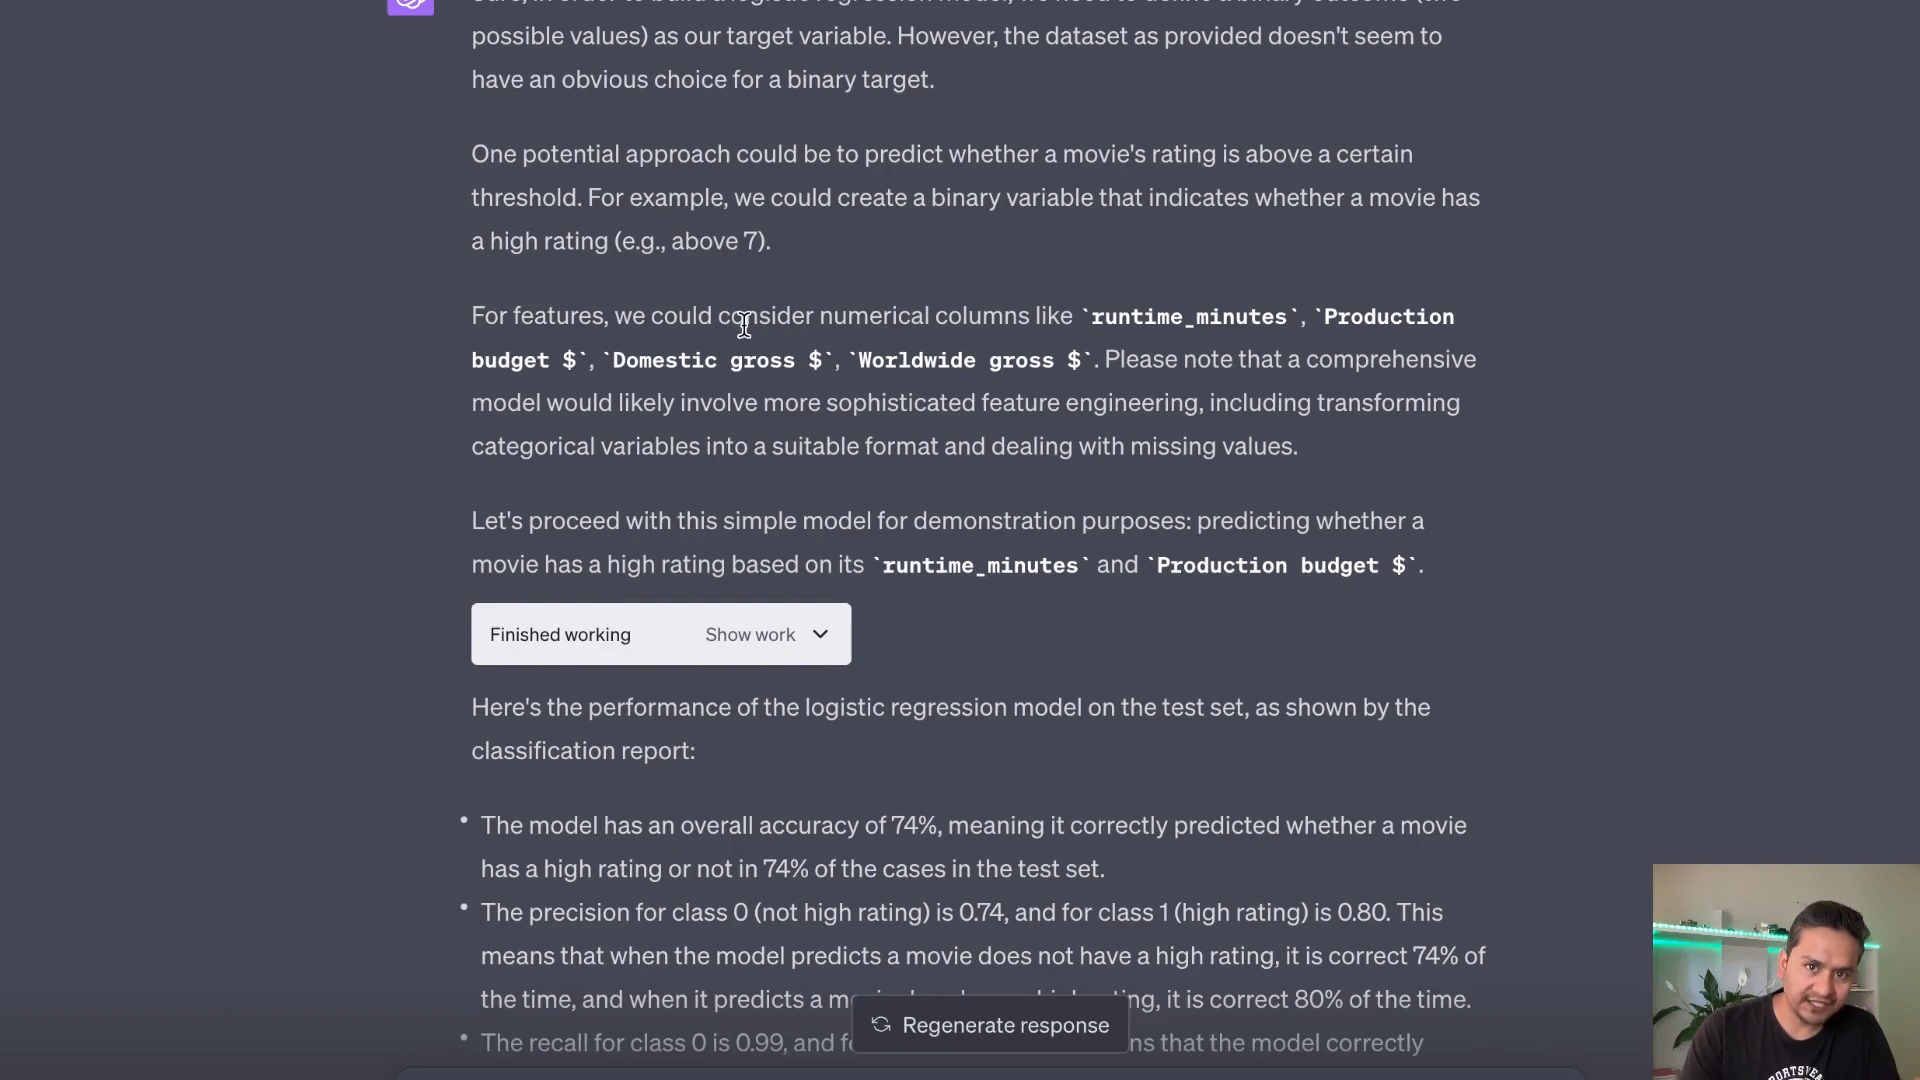 possible values) as our target variable. However, the dataset as provided doesn't seem to
have an obvious choice for a binary target.
One potential approach could be to predict whether a movie's rating is above a certain
threshold. For example, we could create a binary variable that indicates whether a movie has
a high rating (e.g., above 7).
For features, we could consider numerical columns like `runtime_minutes`, `Production
budget $`, `Domestic gross $`, `Worldwide gross $`. Please note that a comprehensive
model would likely involve more sophisticated feature engineering, including transforming
categorical variables into a suitable format and dealing with missing values.
Let's proceed with this simple model for demonstration purposes: predicting whether a
movie has a high rating based on its `runtime_minutes` and `Production budget $`.
Finished working Show work
Here's the performance of the logistic regression model on the test set, as shown by the
classification report:
• The model has an overall accuracy of 74%, meaning it correctly predicted whether a movie
has a high rating or not in 74% of the cases in the test set.
• The precision for class 0 (not high rating) is 0.74, and for class 1 (high rating) is 0.80. This
means that when the model predicts a movie does not have a high rating, it is correct 74% of
the time, and when it predicts a it is correct 80% of the time.
Regenerate response
• The recall for class 0 is 0.99, and that the model correctly